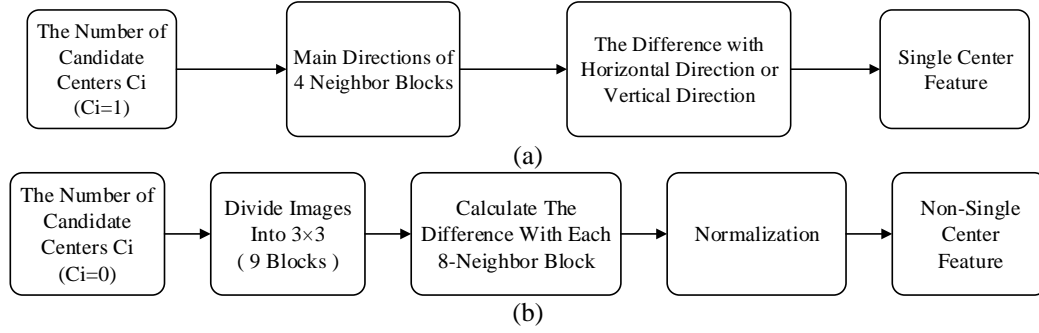 The Number of
Candidate
Centers Ci
(Ci=1)
Main Directions of
4 Neighbor Blocks
The Difference with
Horizontal Direction or
Vertical Direction
Single Center
Feature
(a)
The Number of
Candidate
Centers Ci
(Ci=0)
Divide Images
Into 3×3
( 9 Blocks )
Calculate The
Difference With Each
8-Neighbor Block
Normalization
Non-Single
Center
Feature
(b)